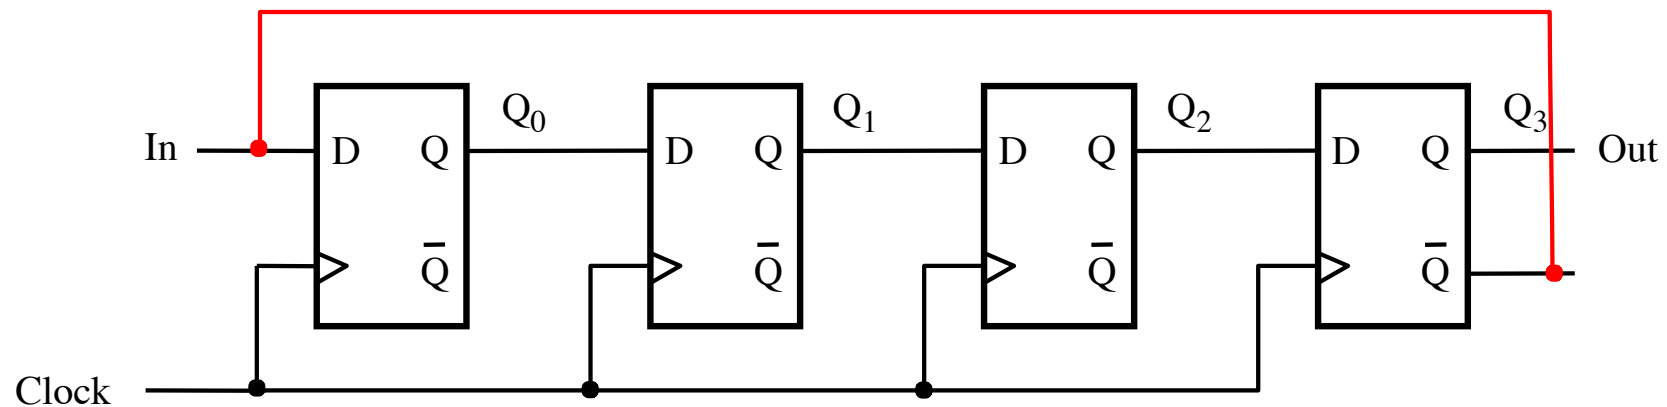 Q0 Q1 Q2 Q3
In D Q D Q D Q D Q Out
Q̅ Q̅ Q̅ Q̅
Clock